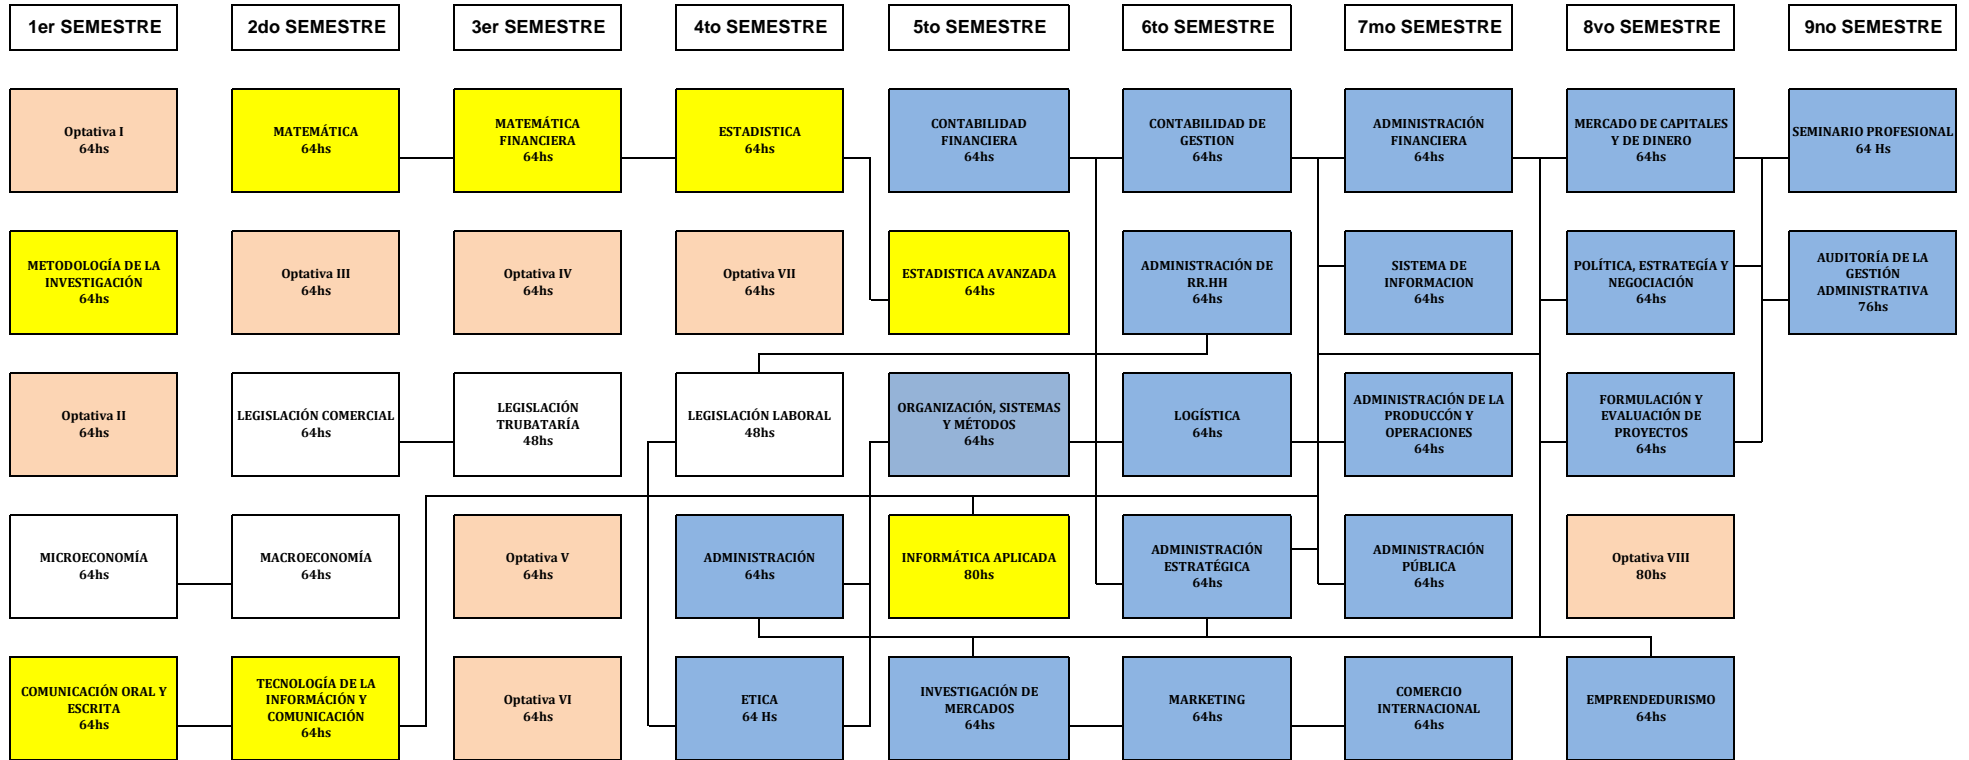 1er SEMESTRE
2do SEMESTRE
3er SEMESTRE
4to SEMESTRE
5to SEMESTRE
6to SEMESTRE
7mo SEMESTRE
8vo SEMESTRE
9no SEMESTRE
Optativa I
64hs
MATEMÁTICA
64hs
MATEMÁTICA
FINANCIERA
64hs
ESTADISTICA
64hs
CONTABILIDAD
FINANCIERA
64hs
CONTABILIDAD DE
GESTION
64hs
ADMINISTRACIÓN
FINANCIERA
64hs
MERCADO DE CAPITALES
Y DE DINERO
64hs
SEMINARIO PROFESIONAL
64 Hs
METODOLOGÍA DE LA
INVESTIGACIÓN
64hs
Optativa III
64hs
Optativa IV
64hs
Optativa VII
64hs
ESTADISTICA AVANZADA
64hs
ADMINISTRACIÓN DE
RR.HH
64hs
SISTEMA DE
INFORMACION
64hs
POLÍTICA, ESTRATEGÍA Y
NEGOCIACIÓN
64hs
AUDITORÍA DE LA
GESTIÓN
ADMINISTRATIVA
76hs
Optativa II
64hs
LEGISLACIÓN COMERCIAL
64hs
LEGISLACIÓN
TRUBATARÍA
48hs
LEGISLACIÓN LABORAL
48hs
ORGANIZACIÓN, SISTEMAS
Y MÉTODOS
64hs
LOGÍSTICA
64hs
ADMINISTRACIÓN DE LA
PRODUCCÓN Y
OPERACIONES
64hs
FORMULACIÓN Y
EVALUACIÓN DE
PROYECTOS
64hs
MICROECONOMÍA
64hs
MACROECONOMÍA
64hs
Optativa V
64hs
ADMINISTRACIÓN
64hs
INFORMÁTICA APLICADA
80hs
ADMINISTRACIÓN
ESTRATÉGICA
64hs
ADMINISTRACIÓN
PÚBLICA
64hs
Optativa VIII
80hs
COMUNICACIÓN ORAL Y
ESCRITA
64hs
TECNOLOGÍA DE LA
INFORMÁCIÓN Y
COMUNICACIÓN
64hs
Optativa VI
64hs
ETICA
64 Hs
INVESTIGACIÓN DE
MERCADOS
64hs
MARKETING
64hs
COMERCIO
INTERNACIONAL
64hs
EMPRENDEDURISMO
64hs